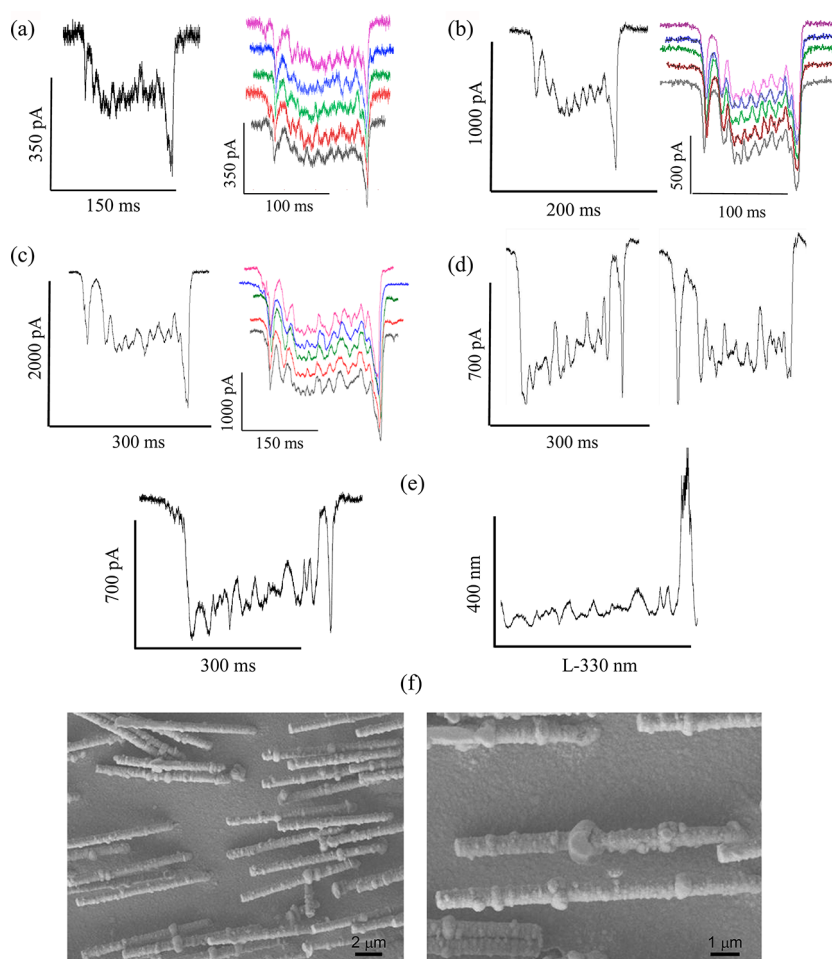 (a)
350 pA
150 ms
350 pA
100 ms
(b)
1000 pA
200 ms
500 pA
100 ms
(c)
2000 pA
300 ms
1000 pA
150 ms
(d)
700 pA
300 ms
(e)
700 pA
300 ms
400 nm
L-330 nm
(f)
2 μm
1 μm